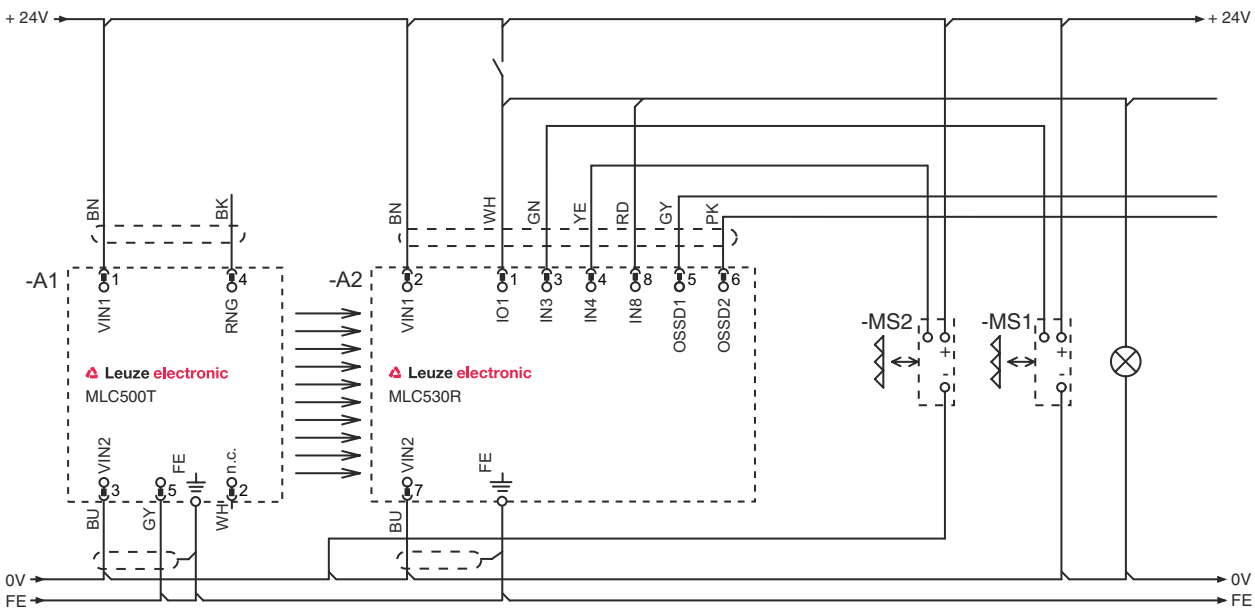 + 24V
+ 24V
BN
BK
BN
WH
GN
YE
RD
GY
PK
-A1
1
4
-A2
2
1
3
4
8
5
6
VIN1
RNG
VIN1
IO1
IN3
IN4
IN8
OSSD1
OSSD2
-MS2
-MS1
+
+
-
-
Leuze electronic
MLC500T
Leuze electronic
MLC530R
VIN2
FE
n.c.
VIN2
FE
3
5
2
7
BU
GY
WH
BU
0V
0V
FE
FE